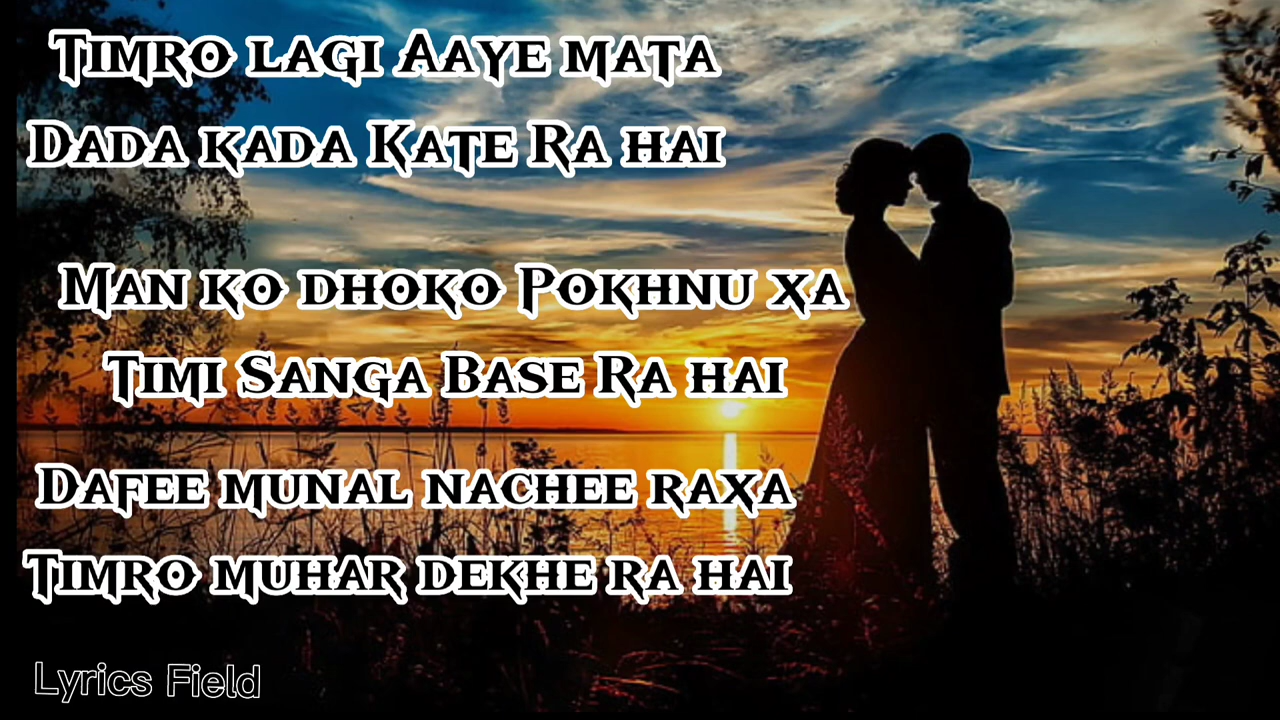 Timro lagi Aaye mata
Dada kada Kate Ra hai
Man ko dhoko Pokhnu xa
Timi Sanga Base Ra hai
Dafee munal nachee raxa
Timro muhar dekhe ra hai
Lyrics Field